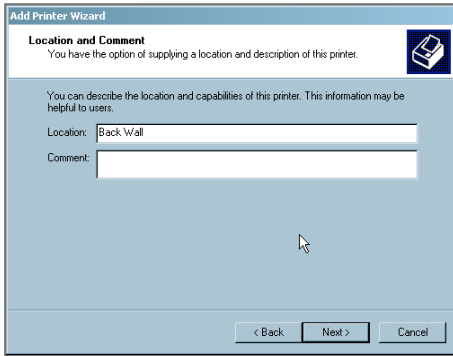 Add Printer Wizard
Location and Comment
You have the option of supplying a location and description of this printer.
You can describe the location and capabilities of this printer. This information may be
helpful to users.
Location: Back Wall
Comment:
< Back Next > Cancel